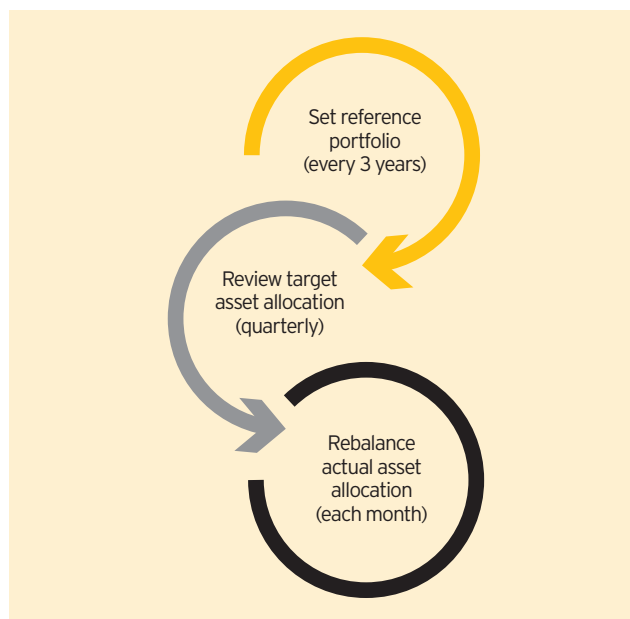 Set reference
portfolio
(every 3 years)
Review target
asset allocation
(quarterly)
Rebalance
actual asset
allocation
(each month)